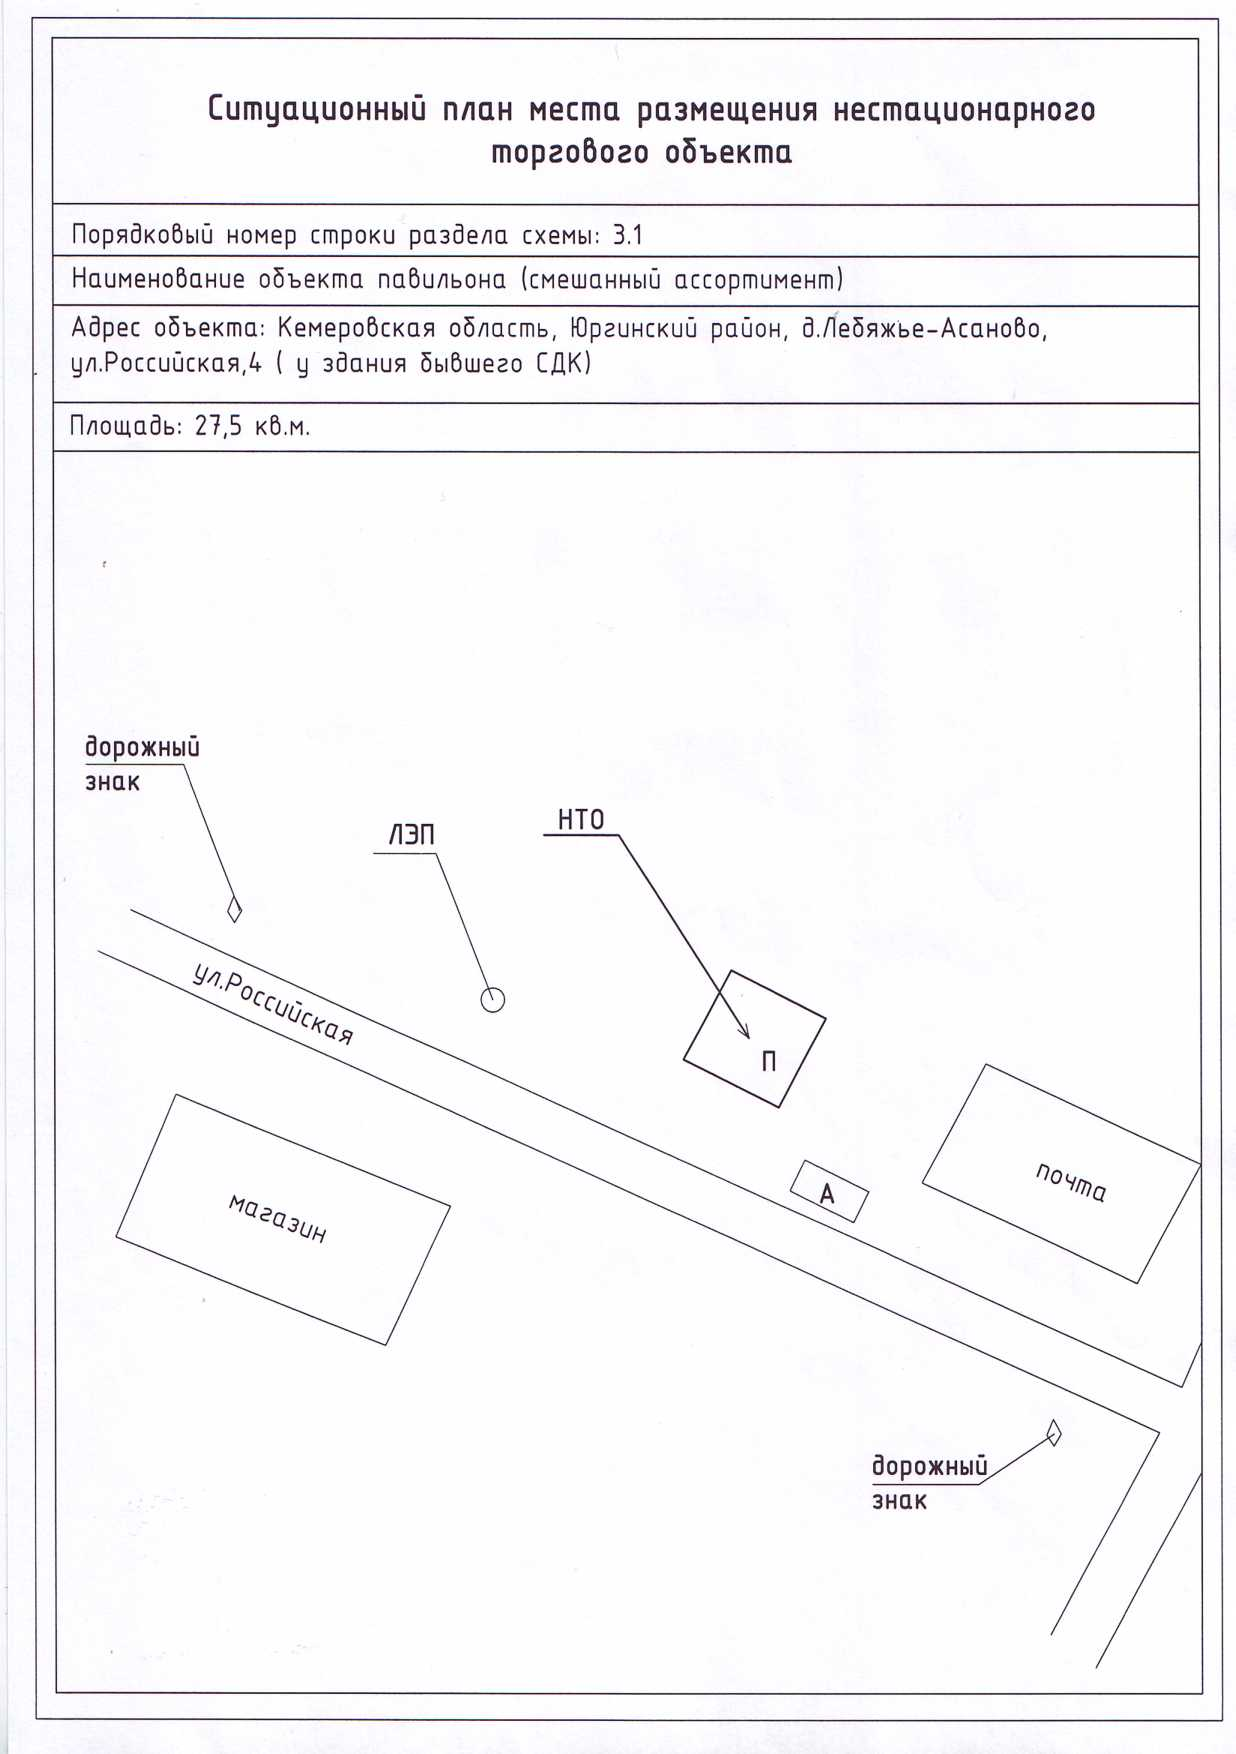 Ситуационный план места размещения нестационарного
торгового объекта
Порядковый номер строки раздела схемы: 3.1
Наименование объекта павильона (смешанный ассортимент)
Адрес объекта: Кемеровская область, Юргинский район, д.Лебяжье-Асаново,
ул.Российская,4 ( у здания бывшего СДК)
Площадь: 27,5 кв.м.
дорожный
знак
ЛЭП
НТО
ул.Российская
П
почта
А
магазин
дорожный
знак